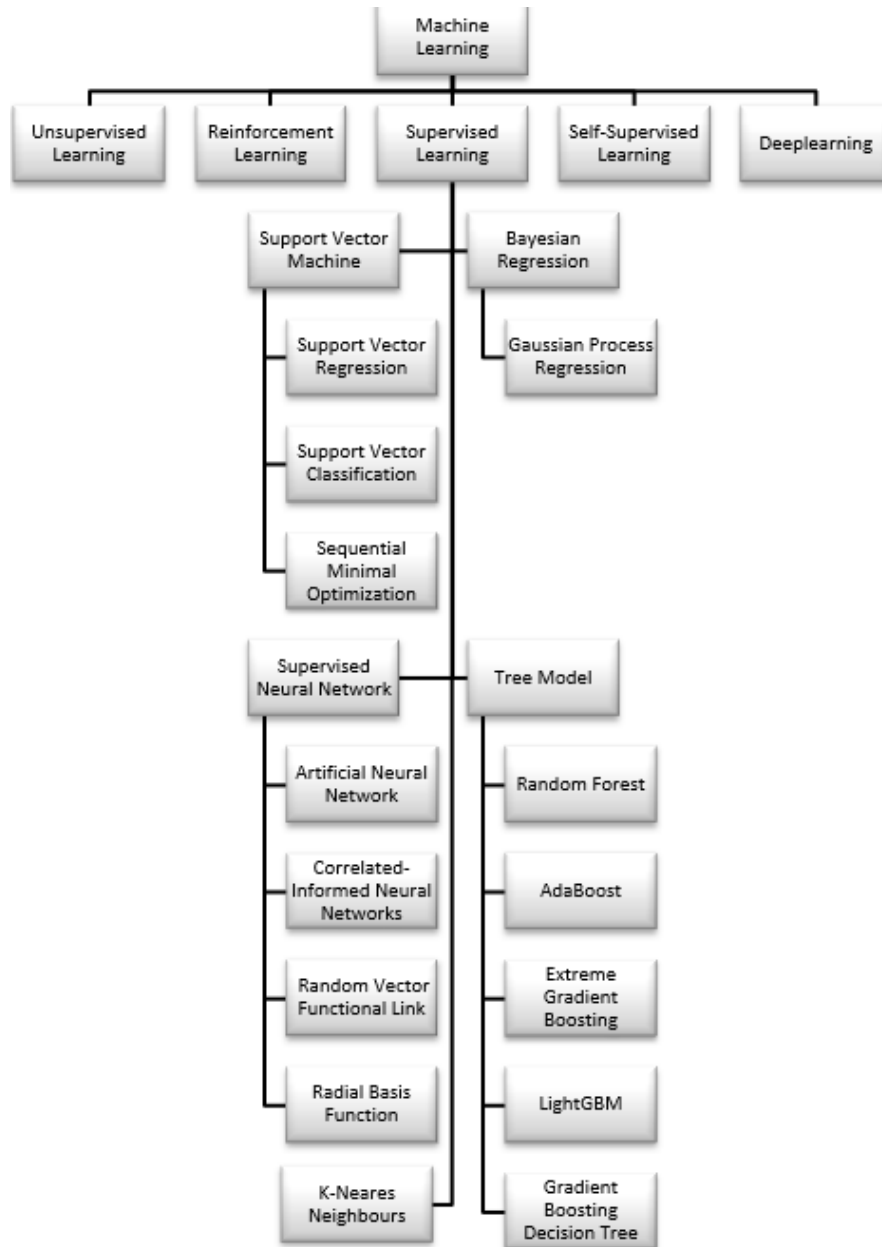 Machine
Learning
Unsupervised
Learning
Reinforcement
Learning
Supervised
Learning
Self-Supervised
Learning
Deeplearning
Support Vector
Machine
Bayesian
Regression
Support Vector
Regression
Gaussian Process
Regression
Support Vector
Classification
Sequential
Minimal
Optimization
Supervised
Neural Network
Tree Model
Artificial Neural
Network
Random Forest
Correlated-
Informed Neural
Networks
AdaBoost
Random Vector
Functional Link
Extreme
Gradient
Boosting
Radial Basis
Function
LightGBM
K-Neares
Neighbours
Gradient
Boosting
Decision Tree